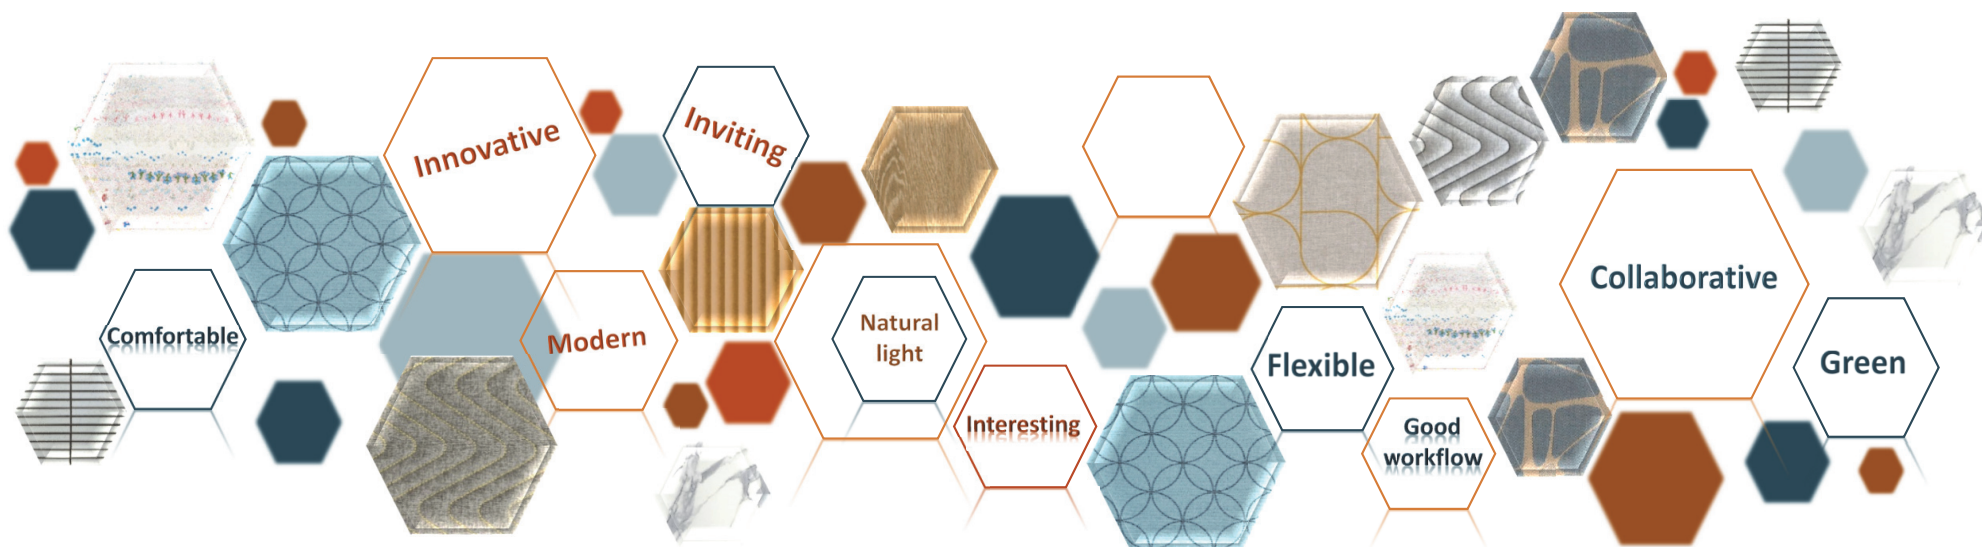 Innovative
Inviting
Comfortable
Modern
Natural
light
Interesting
Flexible
Good
workflow
Collaborative
Green